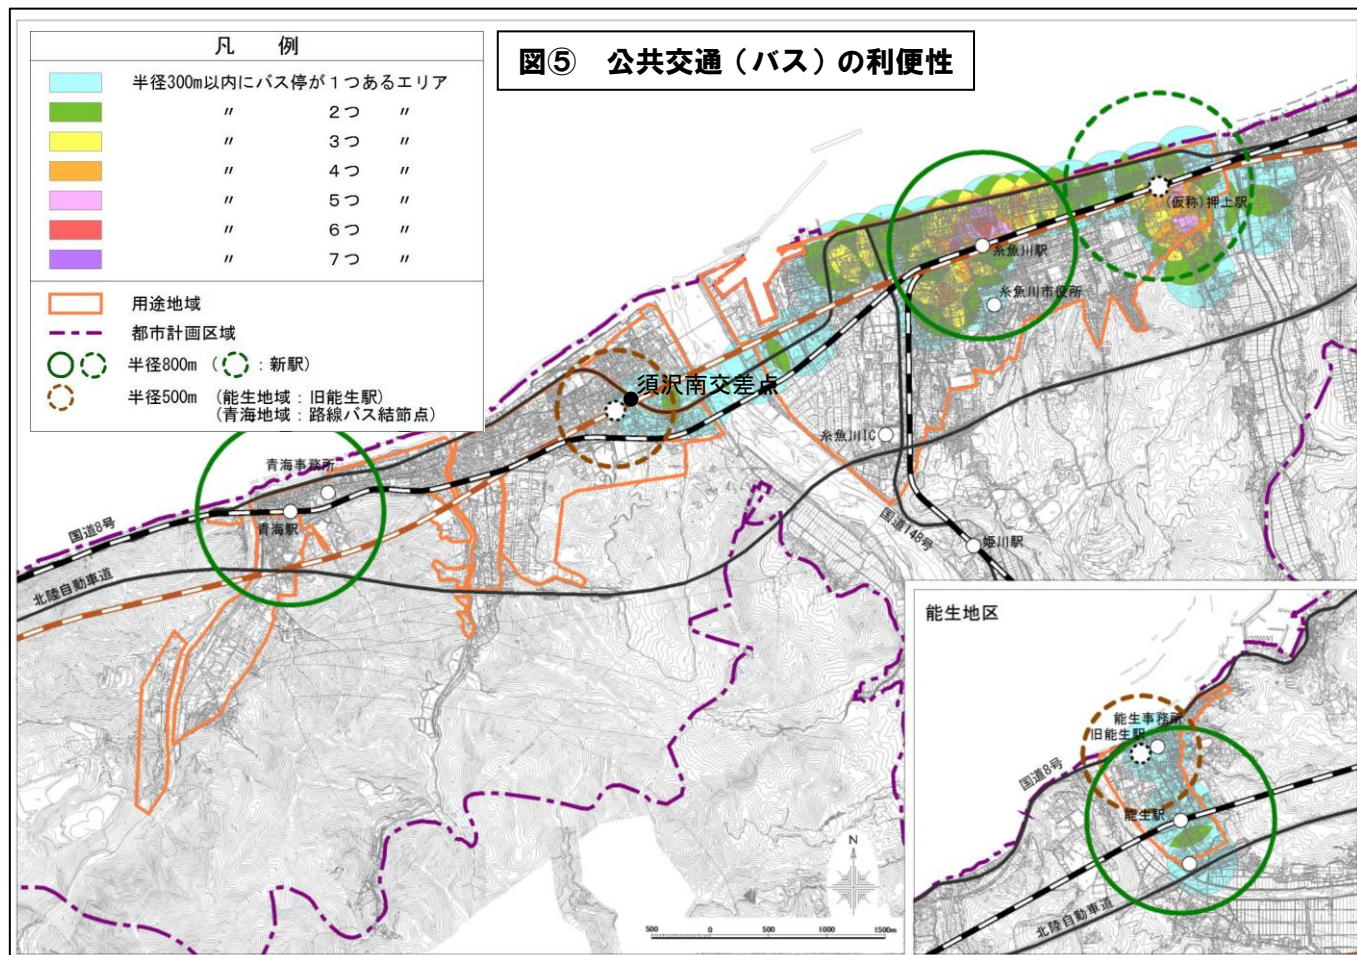 図⑤ 公共交通（バス）の利便性
凡 例
半径300m以内にバス停が１つあるエリア
〃 ２つ 〃
〃 ３つ 〃
〃 ４つ 〃
〃 ５つ 〃
〃 ６つ 〃
〃 ７つ 〃
用途地域
都市計画区域
半径800m （ ：新駅）
半径500m （能生地域：旧能生駅）
（青海地域：路線バス結節点）
(仮称)押上駅
糸魚川駅
糸魚川市役所
須沢南交差点
糸魚川IC
青海事務所
青海駅
国道8号
国道148号
姫川駅
北陸自動車道
能生地区
能生事務所
旧能生駅
国道8号
能生駅
北陸自動車道
N
500 0 500 1000 1500m